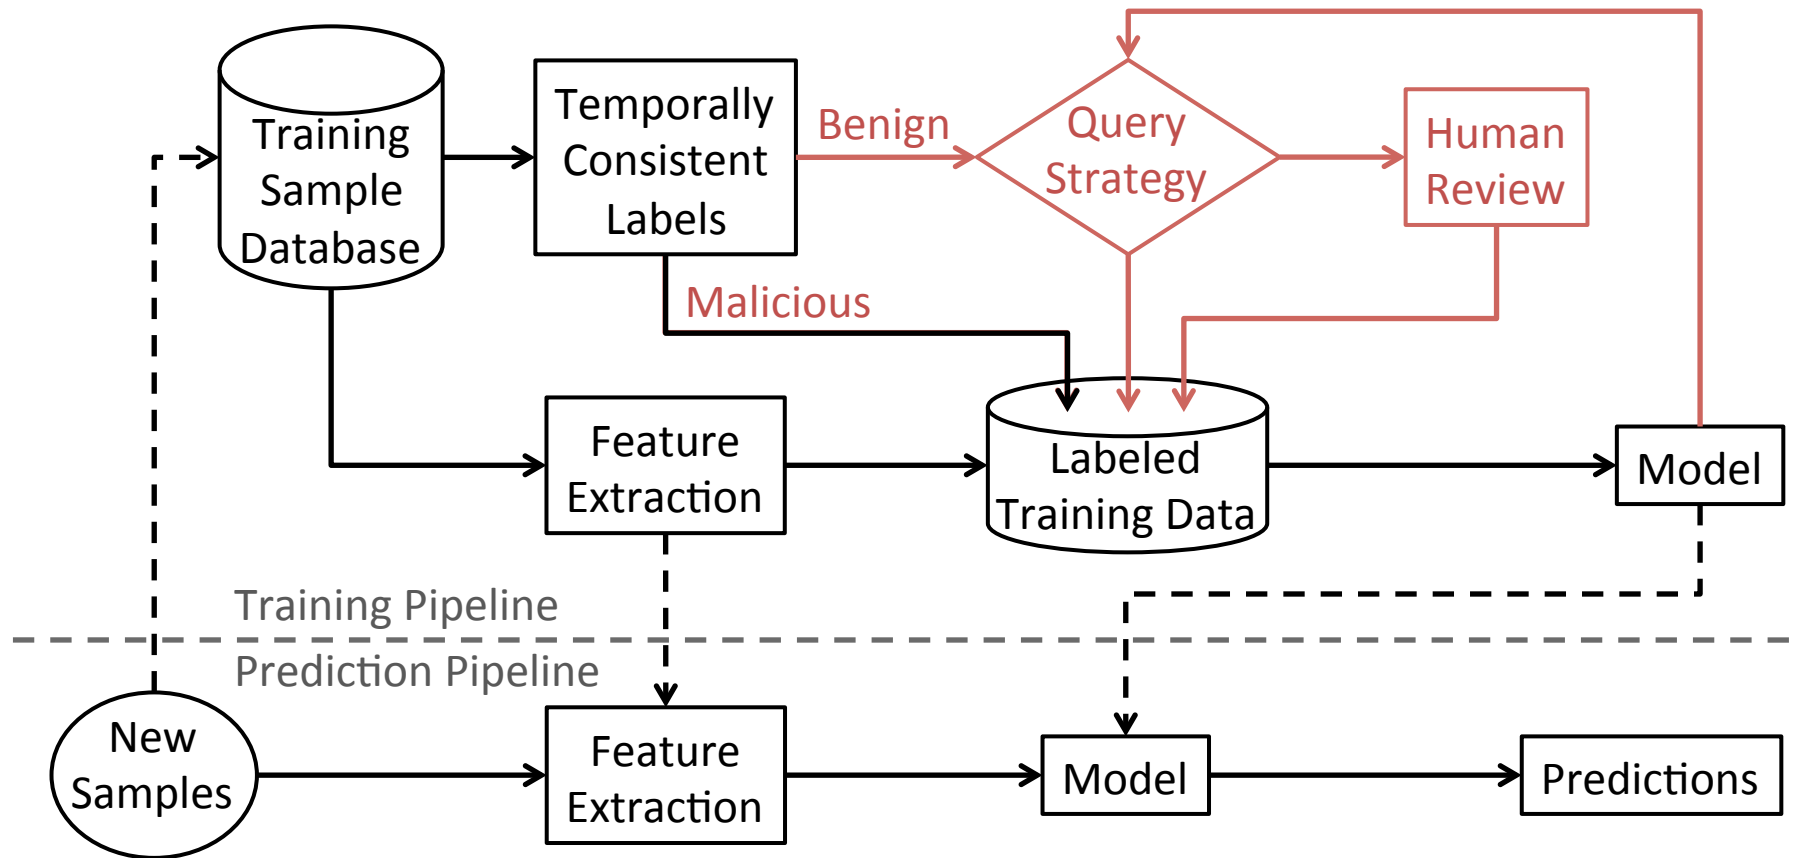 Training
Sample
Database
Temporally
Consistent
Labels
Benign
Query
Strategy
Human
Review
Malicious
Feature
Extraction
Labeled
Training Data
Model
Training Pipeline
Prediction Pipeline
New
Samples
Feature
Extraction
Model
Predictions